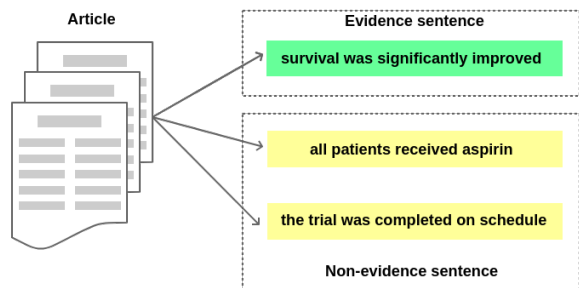 Article
Evidence sentence
survival was significantly improved
all patients received aspirin
the trial was completed on schedule
Non-evidence sentence